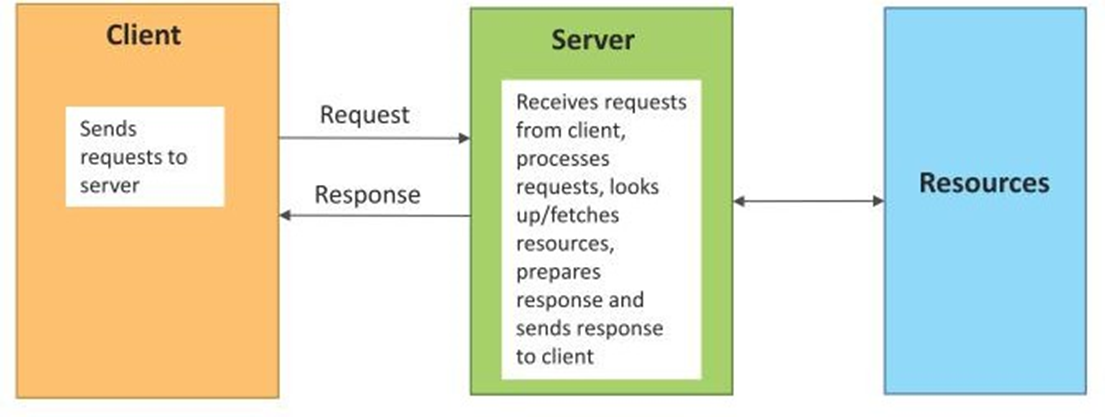 Client
Sends
requests to
server
Request
Response
Server
Receives requests
from client,
processes
requests, looks
up/fetches
resources,
prepares
response and
sends response
to client
Resources